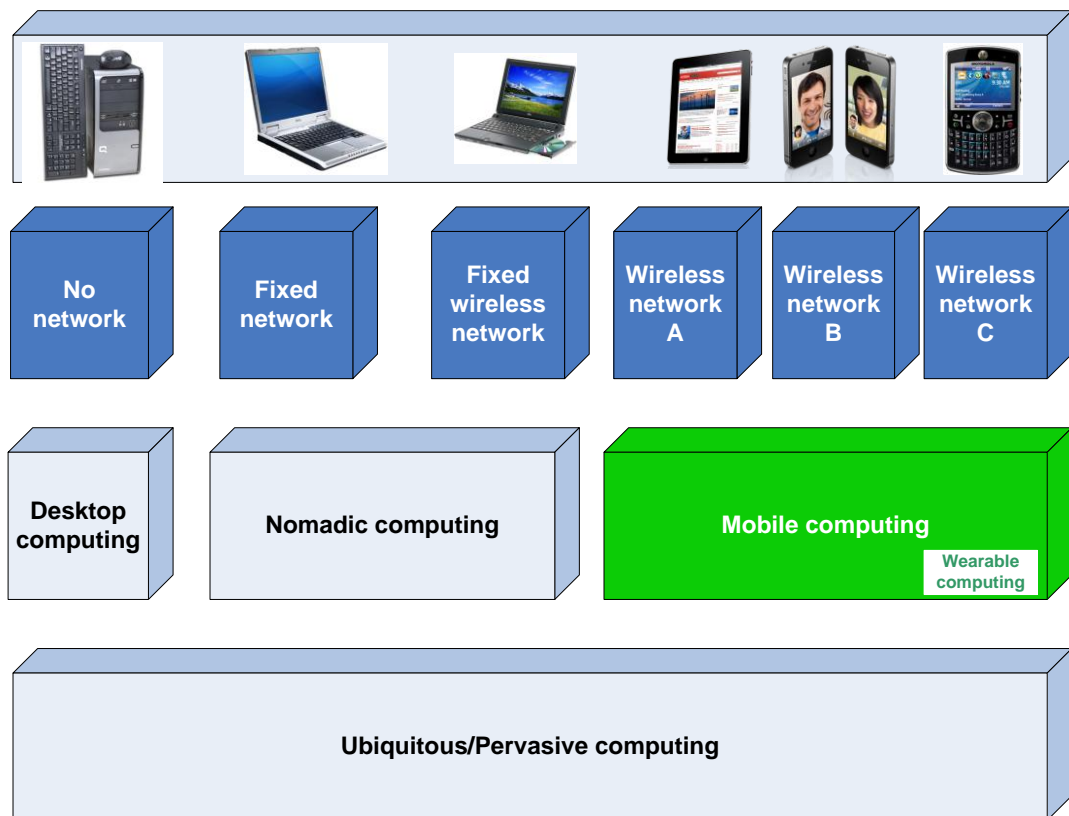 MOTOROLA
No
network
Fixed
network
Fixed
wireless
network
Wireless
network
A
Wireless
network
B
Wireless
network
C
Desktop
computing
Nomadic computing
Mobile computing
Wearable
computing
Ubiquitous/Pervasive computing